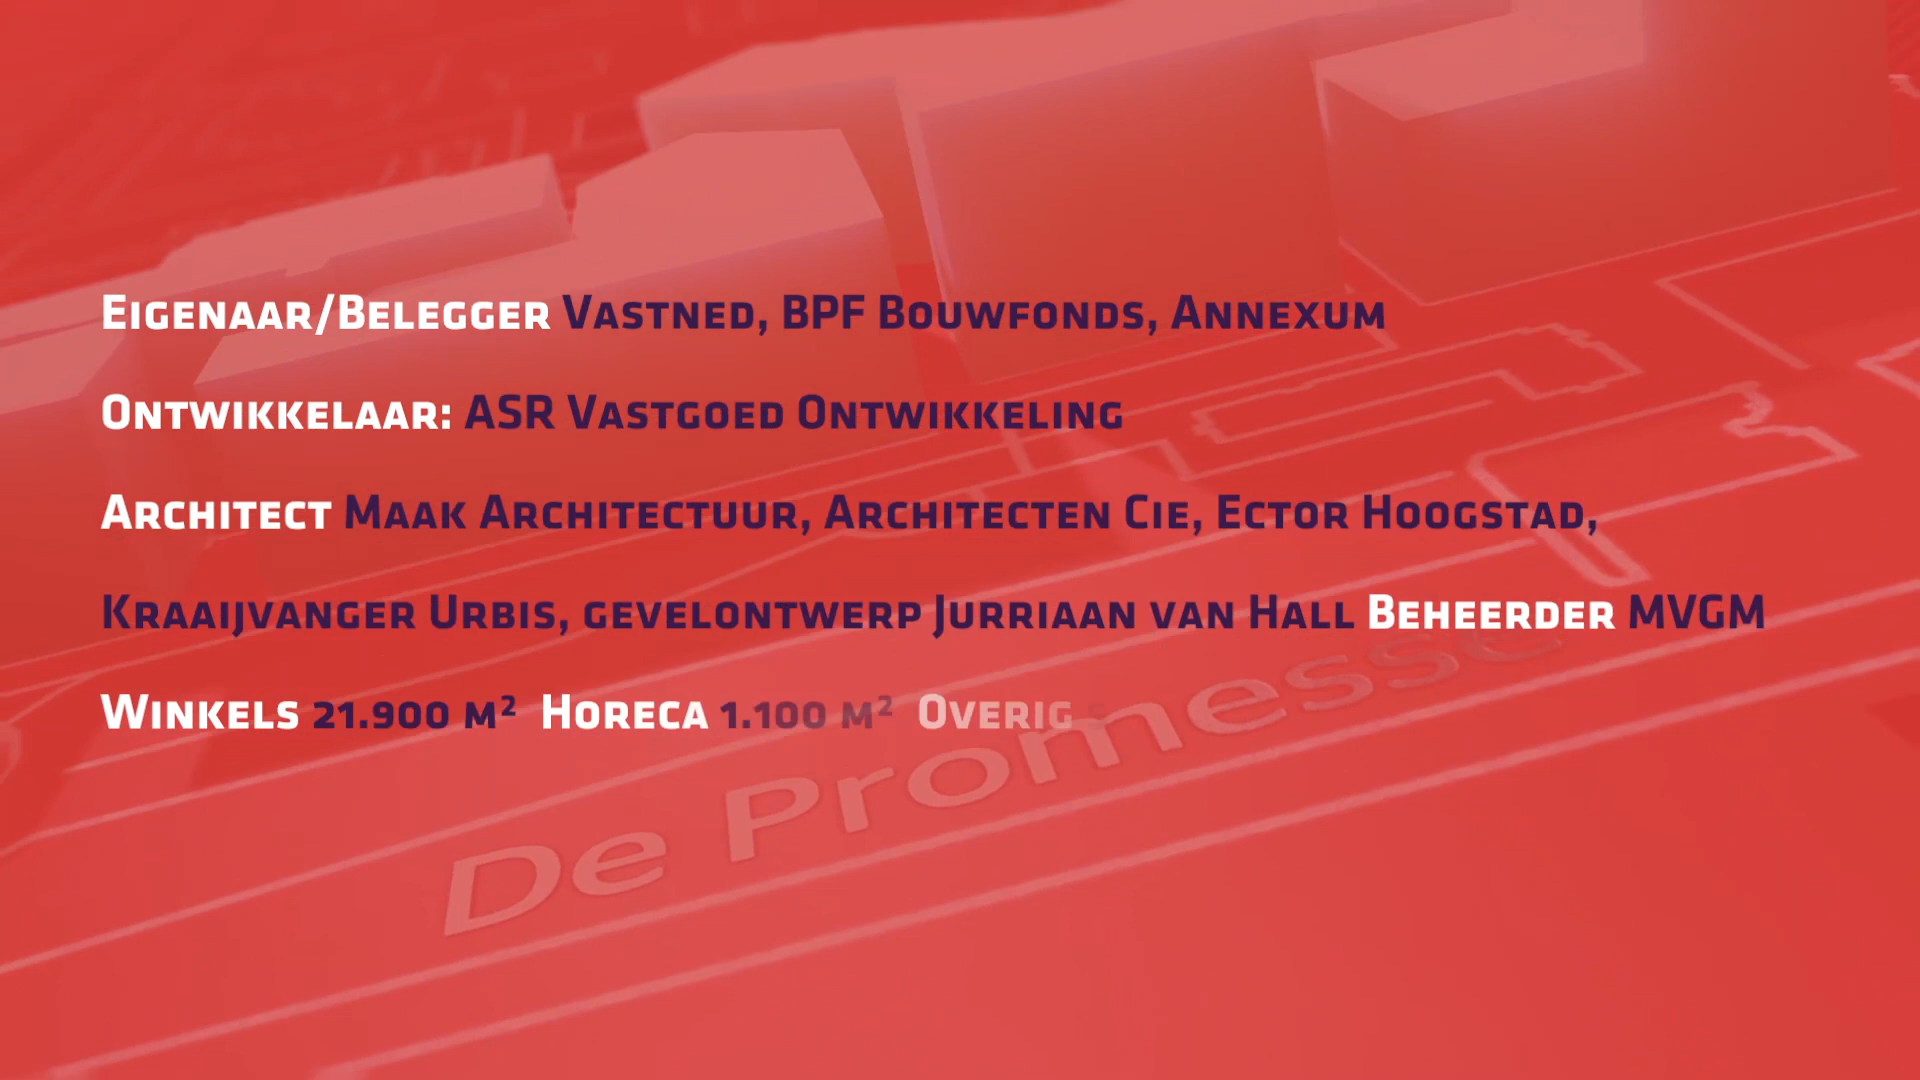 Eigenaar/Belegger Vastned, BPF Bouwfonds, Annexum
Ontwikkelaar: ASR Vastgoed Ontwikkeling
Architect Maak Architectuur, Architecten Cie, Ector Hoogstad,
Kraaijvanger Urbis, gevelontwerp Jurriaan van Hall Beheerder MVGM
Winkels 21.900 m² Horeca 1.100 m² Overig
De Promesse